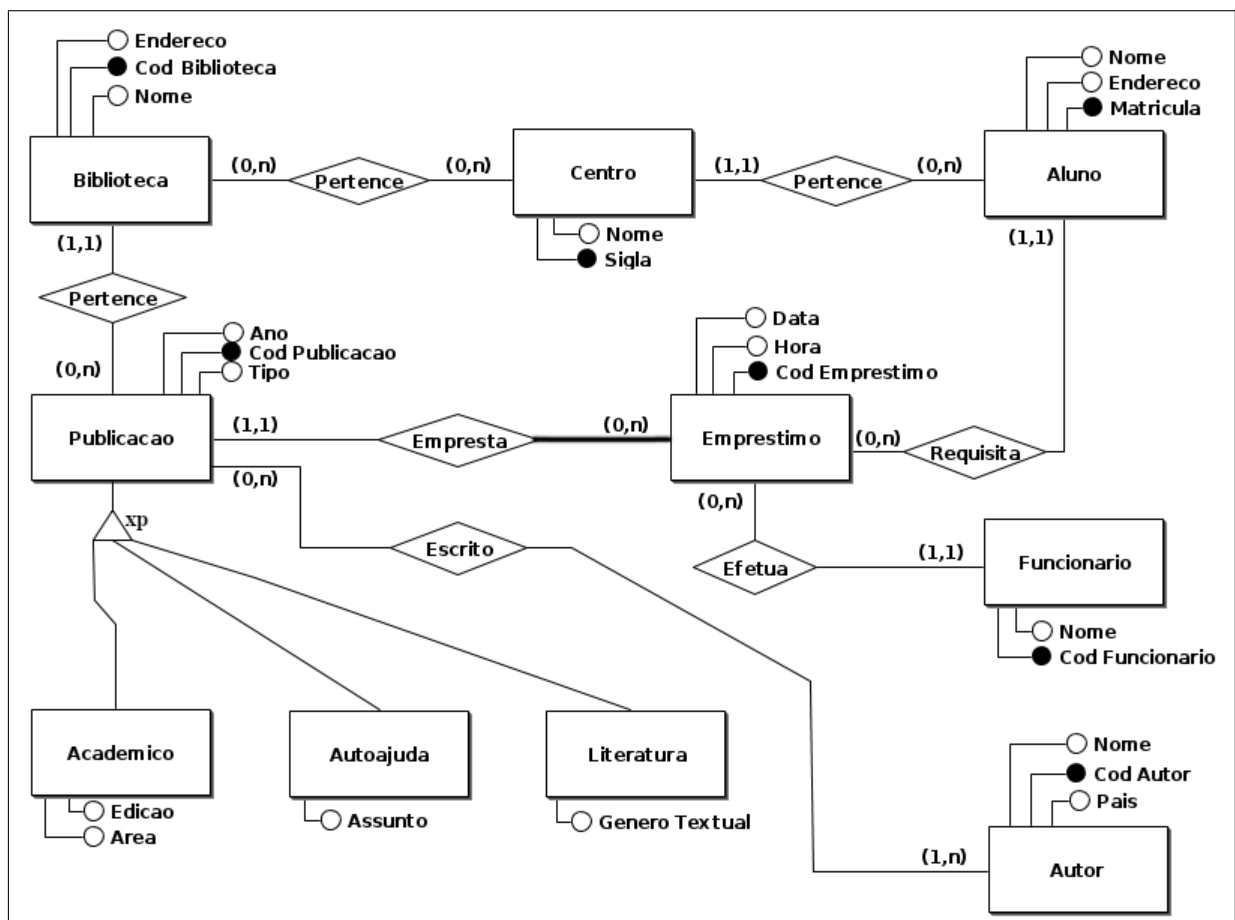 Endereco
Cod Biblioteca
Nome
Biblioteca
(0,n)
Pertence
(0,n)
Centro
Nome
Sigla
(1,1)
Pertence
(0,n)
Nome
Endereco
Matricula
Aluno
(1,1)
(1,1)
Pertence
(0,n)
Ano
Cod Publicacao
Tipo
Publicacao
(1,1)
Empresta
(0,n)
Data
Hora
Cod Emprestimo
Emprestimo
(0,n)
Requisita
(0,n)
Escrito
(0,n)
Efetua
(1,1)
Funcionario
Nome
Cod Funcionario
xp
Academico
Edicao
Area
Autoajuda
Assunto
Literatura
Genero Textual
Nome
Cod Autor
Pais
(1,n)
Autor